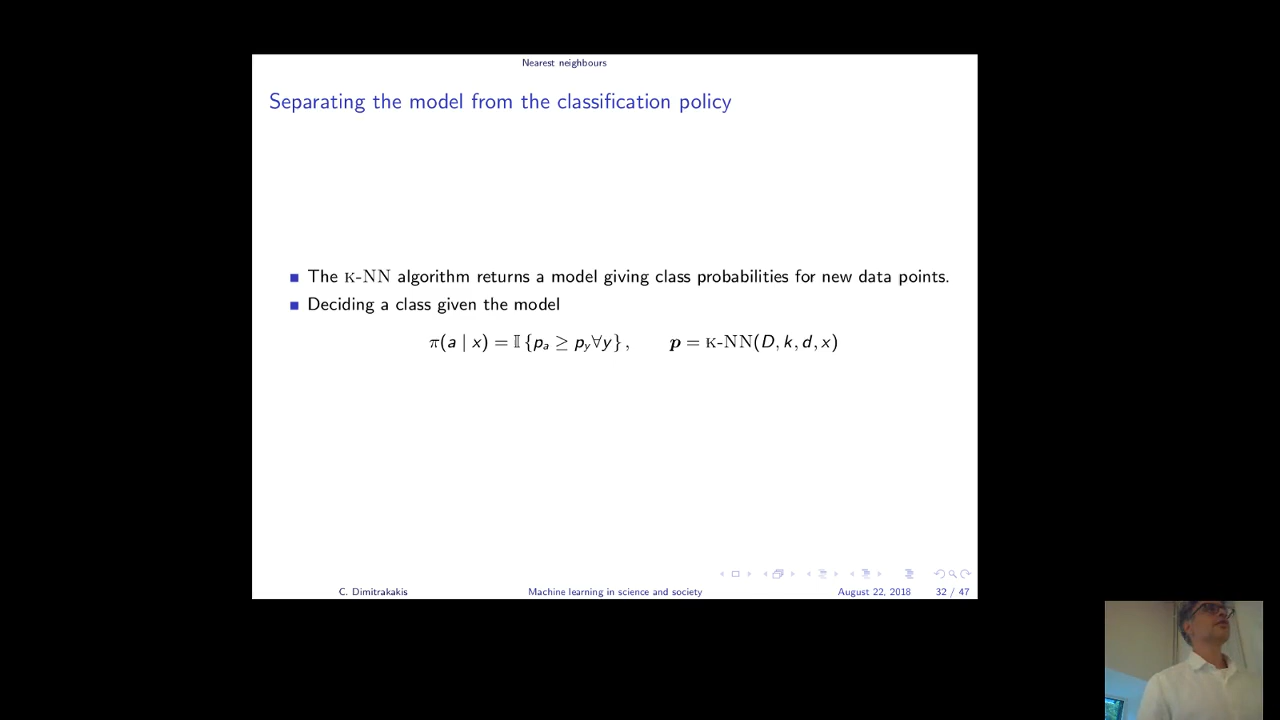 Nearest neighbours
Separating the model from the classification policy
The K-NN algorithm returns a model giving class probabilities for new data points.
Deciding a class given the model
π(a | x) = 𝕀 {pₐ ≥ p_y ∀y} , p = K-NN(D, k, d, x)
C. Dimitrakakis Machine learning in science and society August 22, 2018 32 / 47